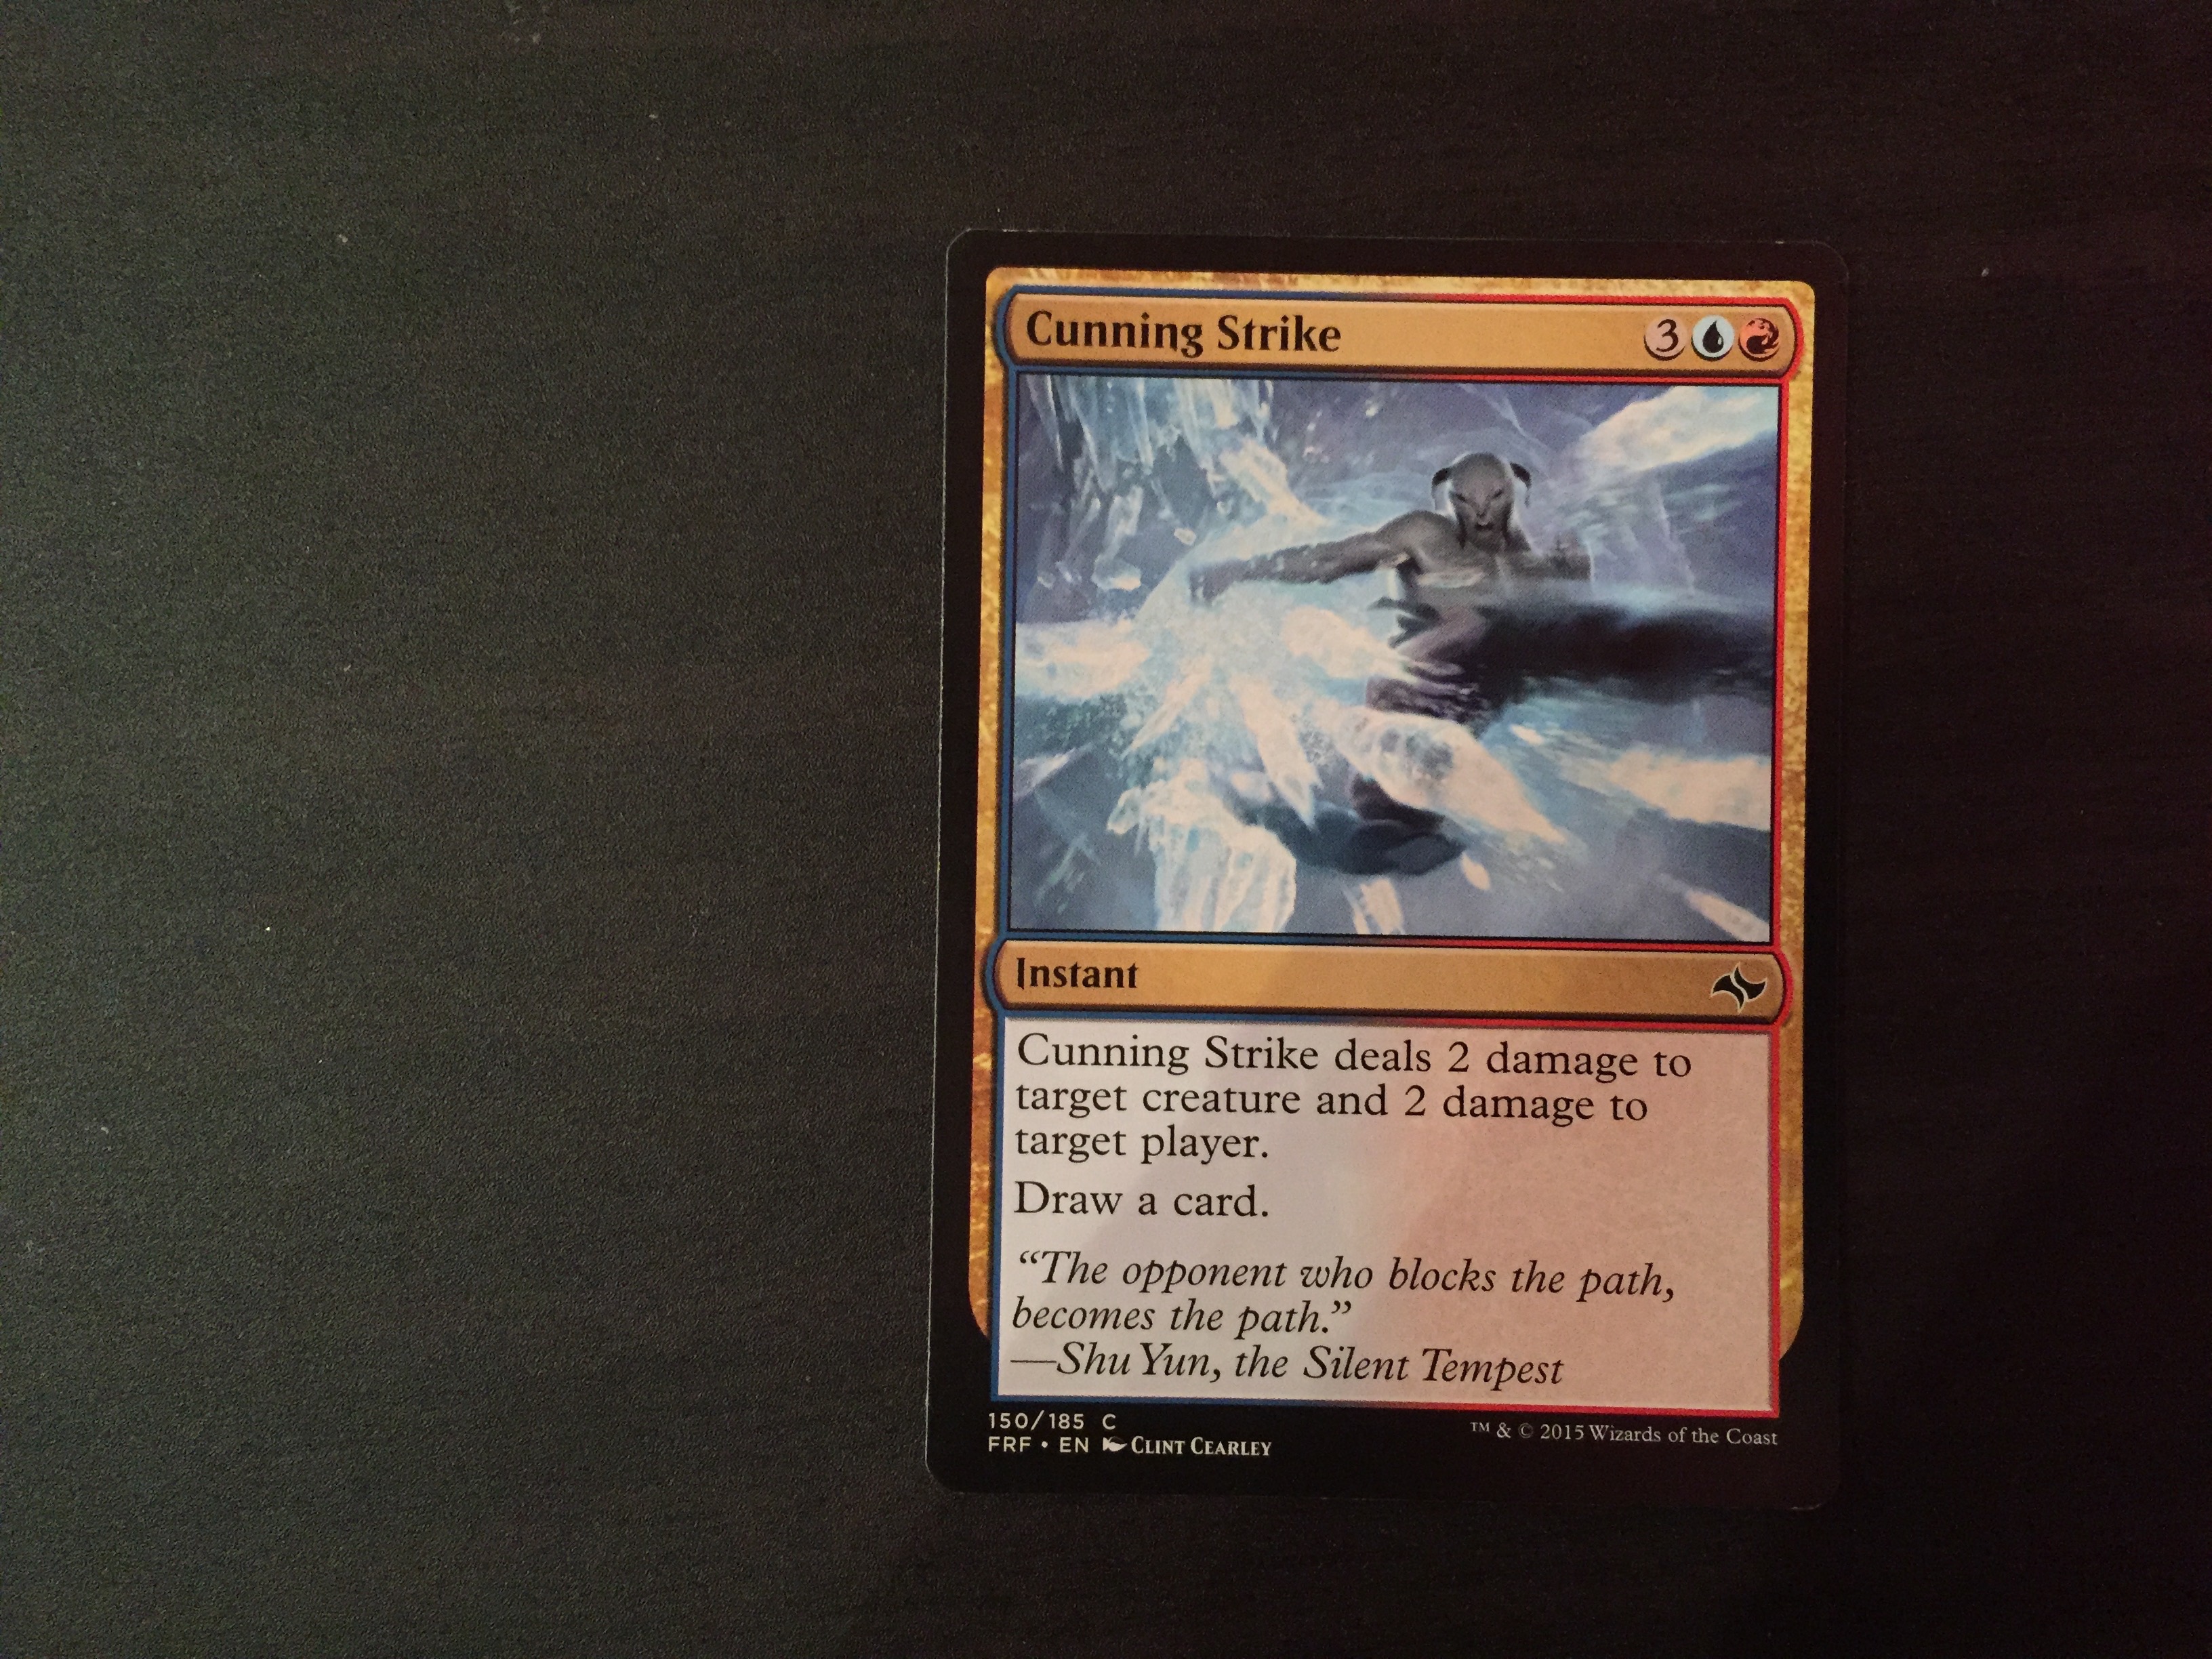 Cunning Strike 3
Instant
Cunning Strike deals 2 damage to
target creature and 2 damage to
target player.
Draw a card.
“The opponent who blocks the path,
becomes the path.”
—Shu Yun, the Silent Tempest
150/185 C
FRF • EN CLINT CEARLEY
™ & © 2015 Wizards of the Coast